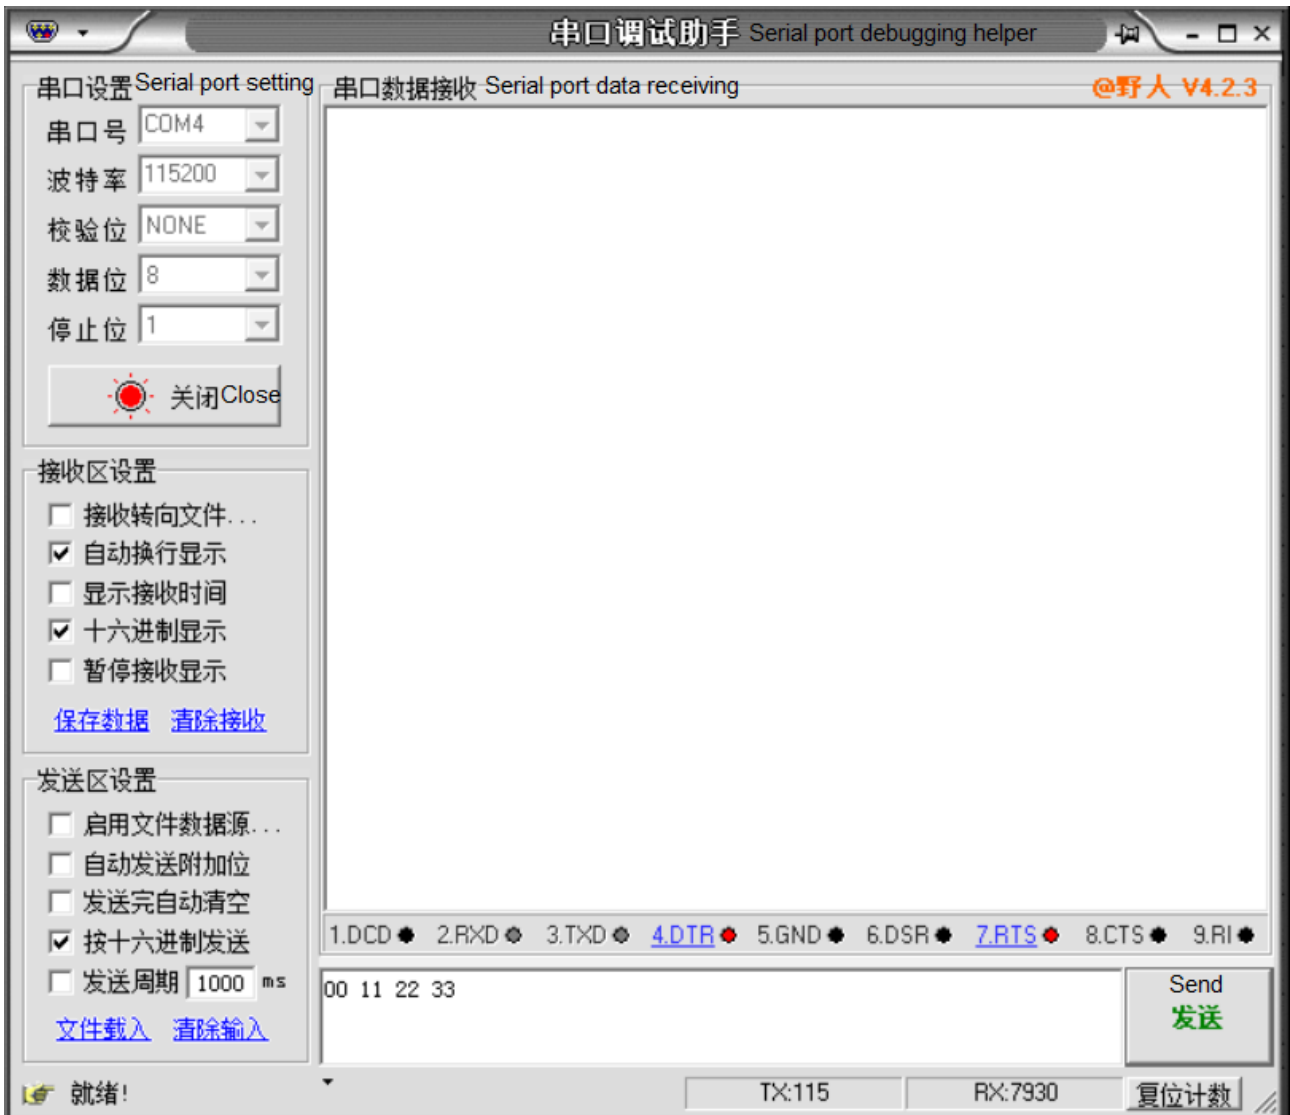 串口调试助手 Serial port debugging helper
串口设置Serial port setting
串口号 COM4
波特率 115200
校验位 NONE
数据位 8
停止位 1
关闭Close
接收区设置
接收转向文件...
自动换行显示
显示接收时间
十六进制显示
暂停接收显示
保存数据 清除接收
发送区设置
启用文件数据源...
自动发送附加位
发送完自动清空
按十六进制发送
发送周期 1000 ms
文件载入 清除输入
串口数据接收 Serial port data receiving @野人 V4.2.3
1.DCD 2.RXD 3.TXD 4.DTR 5.GND 6.DSR 7.RTS 8.CTS 9.RI
00 11 22 33
Send
发送
就绪! TX:115 RX:7930 复位计数